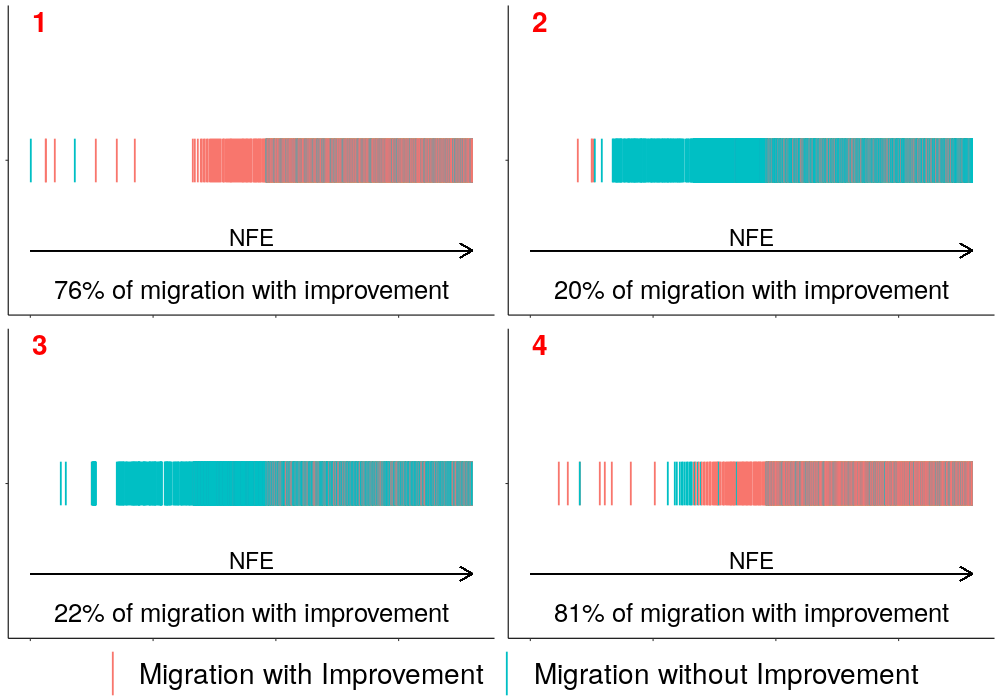 1
NFE
76% of migration with improvement
2
NFE
20% of migration with improvement
3
NFE
22% of migration with improvement
4
NFE
81% of migration with improvement
Migration with Improvement
Migration without Improvement